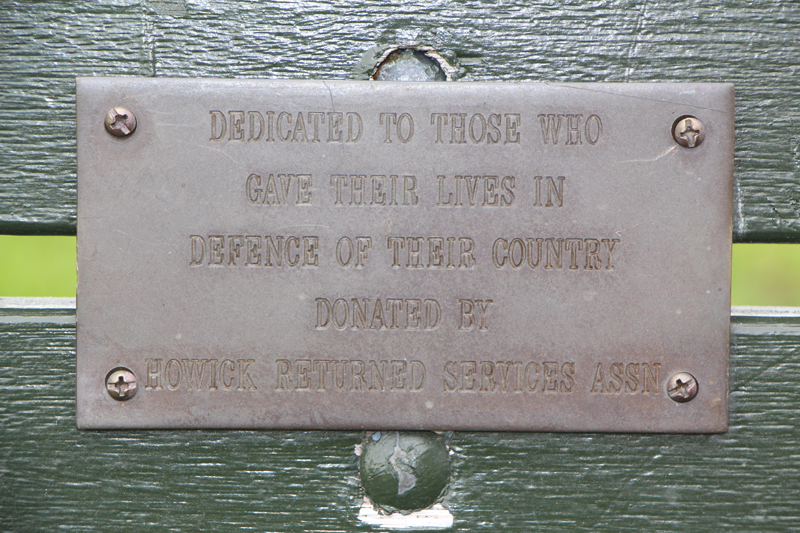 DEDICATED TO THOSE WHO
GAVE THEIR LIVES IN
DEFENCE OF THEIR COUNTRY
DONATED BY
HOWICK RETURNED SERVICES ASSN